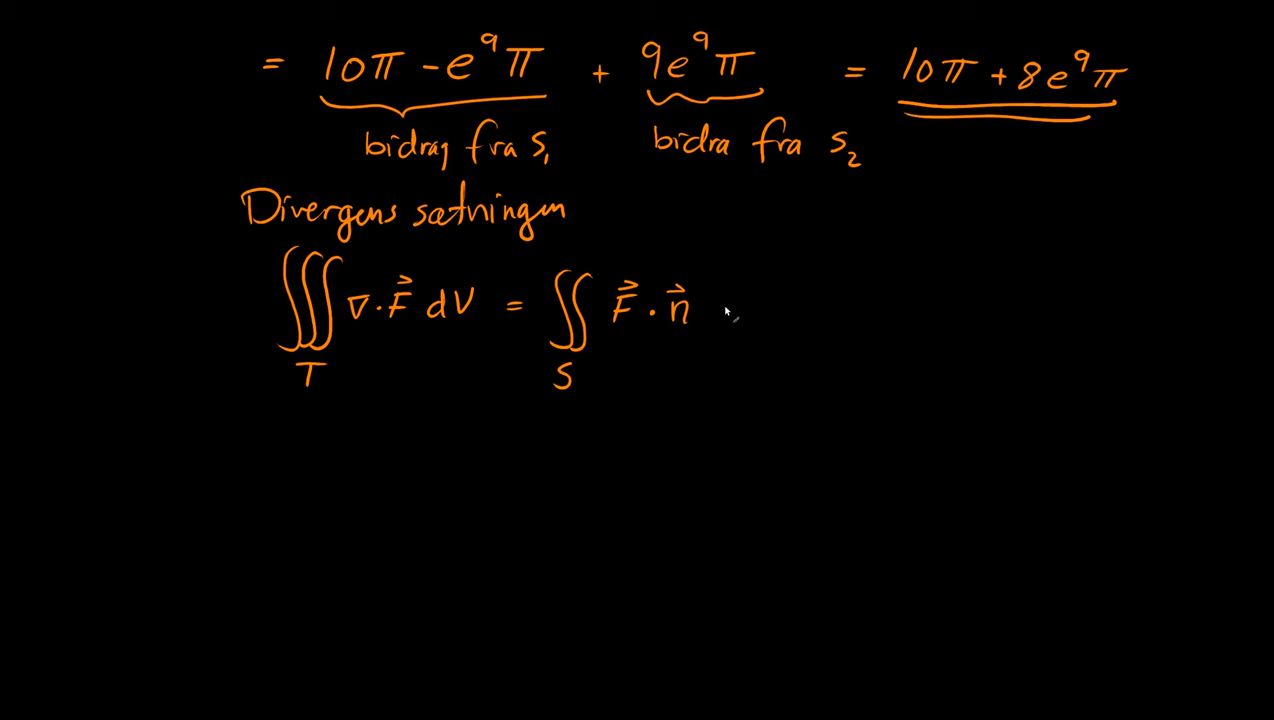 = 10π − e⁹π + 9e⁹π = 10π + 8e⁹π
bidrag fra S₁ bidra fra S₂
Divergens sætningen
∭_T ∇·F⃗ dV = ∬_S F⃗ · n⃗